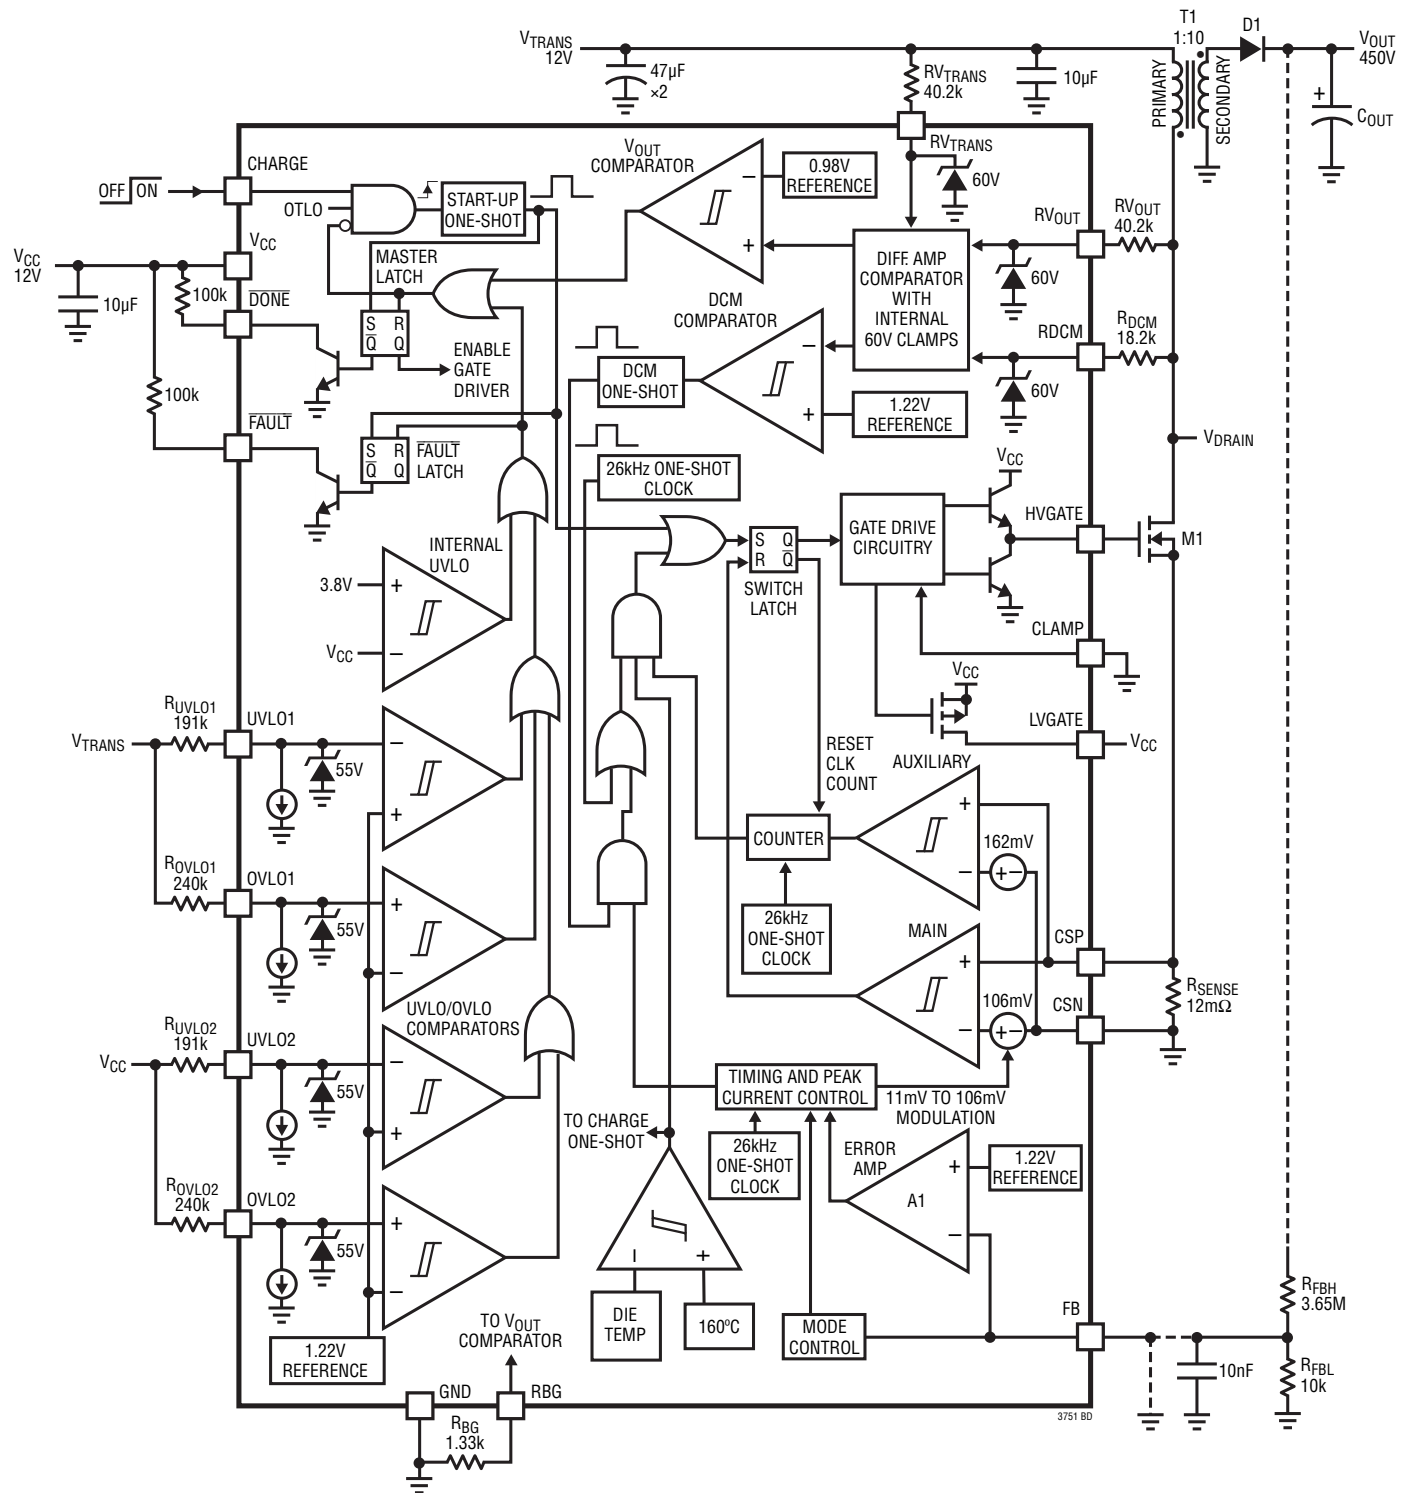 T1
1:10
D1
VTRANS
12V
47µF
×2
RVTRANS
40.2k
10µF
PRIMARY
SECONDARY
VOUT
450V
+
COUT
CHARGE
OFF ON
OTLO
START-UP
ONE-SHOT
VOUT
COMPARATOR
−
+
0.98V
REFERENCE
RVTRANS
60V
RVOUT
RVOUT
40.2k
60V
VCC
VCC
12V
10µF
100k
DONE
MASTER
LATCH
S R
Q Q
ENABLE
GATE
DRIVER
DIFF. AMP
COMPARATOR
WITH
INTERNAL
60V CLAMPS
DCM
COMPARATOR
−
+
DCM
ONE-SHOT
1.22V
REFERENCE
RDCM
RDCM
18.2k
60V
100k
FAULT
S R
Q Q
FAULT
LATCH
26kHz ONE-SHOT
CLOCK
VDRAIN
VCC
HVGATE
M1
GATE DRIVE
CIRCUITRY
S Q
R Q
SWITCH
LATCH
INTERNAL
UVLO
3.8V
+
VCC
−
CLAMP
VCC
LVGATE
VCC
RUVLO1
191k
UVLO1
VTRANS
55V
−
+
RESET
CLK
COUNT
AUXILIARY
+
−
162mV
+−
COUNTER
ROVLO1
240k
OVLO1
55V
+
−
26kHz
ONE-SHOT
CLOCK
MAIN
+
−
106mV
+−
CSP
CSN
RSENSE
12mΩ
UVLO/OVLO
COMPARATORS
RUVLO2
191k
UVLO2
VCC
55V
−
+
TIMING AND PEAK
CURRENT CONTROL
11mV TO 106mV
MODULATION
TO CHARGE
ONE-SHOT
26kHz
ONE-SHOT
CLOCK
ERROR
AMP
A1
+
−
1.22V
REFERENCE
ROVLO2
240k
OVLO2
55V
+
−
− +
DIE
TEMP
160ºC
MODE
CONTROL
FB
RFBH
3.65M
10nF
RFBL
10k
1.22V
REFERENCE
TO VOUT
COMPARATOR
GND
RBG
RBG
1.33k
3751 BD